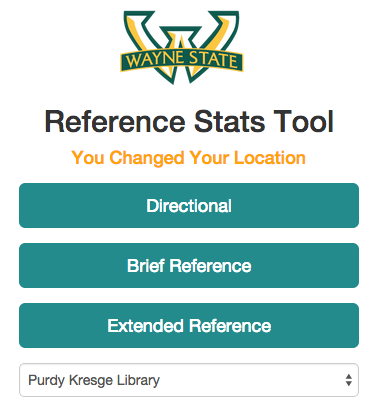 WAYNE STATE
Reference Stats Tool
You Changed Your Location
Directional
Brief Reference
Extended Reference
Purdy Kresge Library